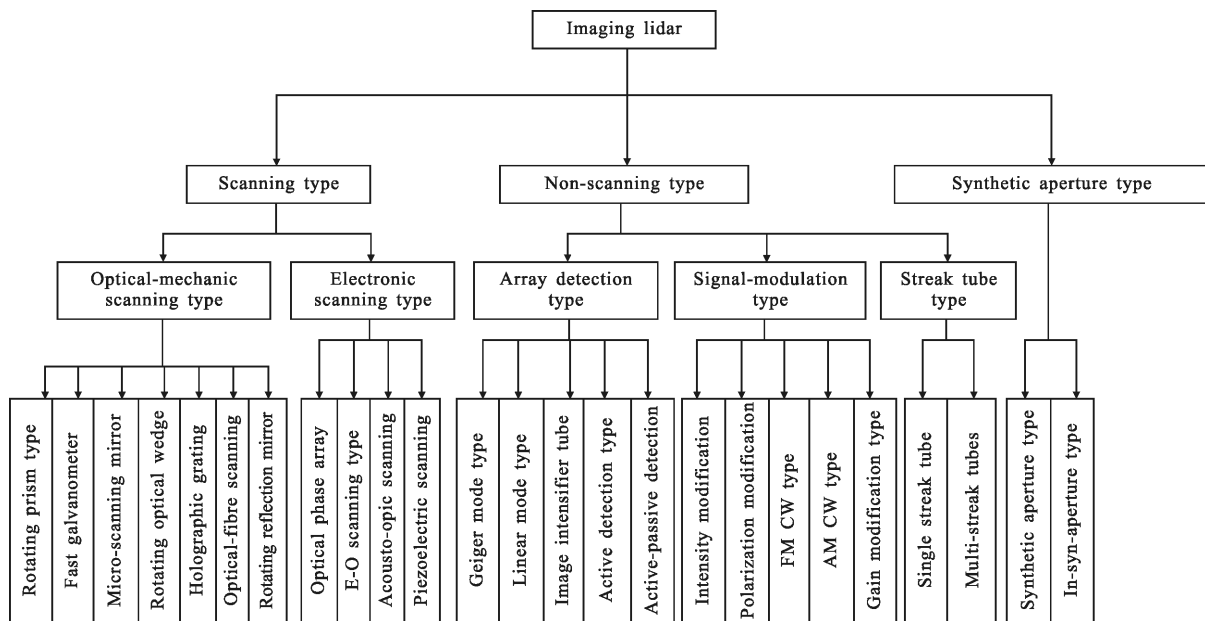 Imaging lidar
Scanning type
Non-scanning type
Synthetic aperture type
Optical-mechanic
scanning type
Electronic
scanning type
Array detection
type
Signal-modulation
type
Streak tube
type
Rotating prism type
Fast galvanometer
Micro-scanning mirror
Rotating optical wedge
Holographic grating
Optical-fibre scanning
Rotating reflection mirror
Optical phase array
E-O scanning type
Acousto-opic scanning
Piezoelectric scanning
Geiger mode type
Linear mode type
Image intensifier tube
Active detection type
Active-passive detection
Intensity modification
Polarization modification
FM CW type
AM CW type
Gain modification type
Single streak tube
Multi-streak tubes
Synthetic aperture type
In-syn-aperture type